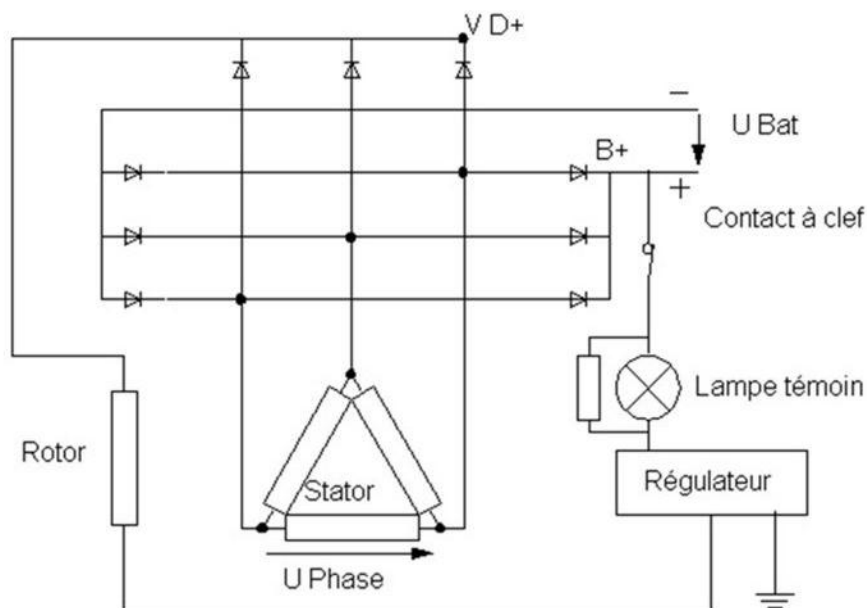 V D+
−
U Bat
B+
+
Contact à clef
Lampe témoin
Rotor
Stator
Régulateur
U Phase